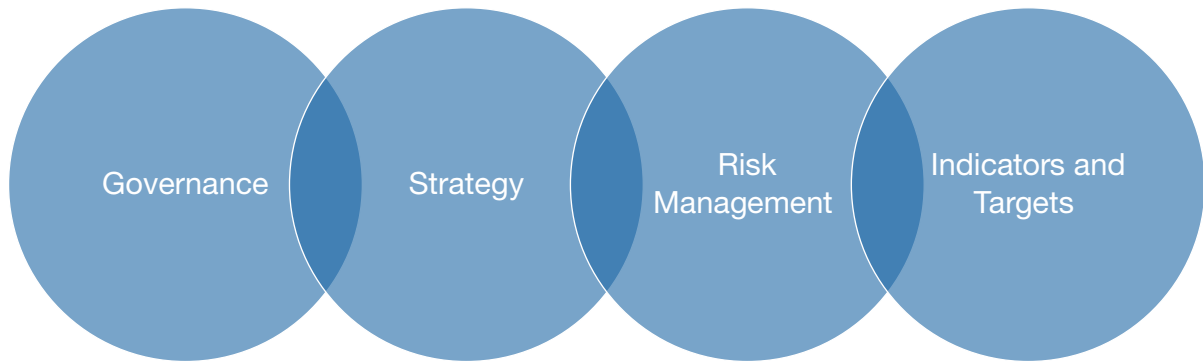 Governance
Strategy
Risk
Management
Indicators and
Targets